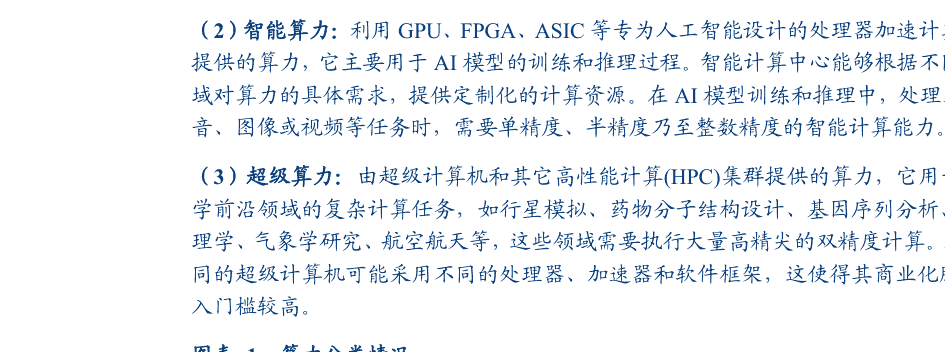 （2）智能算力：利用 GPU、FPGA、ASIC 等专为人工智能设计的处理器加速计
提供的算力，它主要用于 AI 模型的训练和推理过程。智能计算中心能够根据不
域对算力的具体需求，提供定制化的计算资源。在 AI 模型训练和推理中，处理
音、图像或视频等任务时，需要单精度、半精度乃至整数精度的智能计算能力。
（3）超级算力：由超级计算机和其它高性能计算(HPC)集群提供的算力，它用
学前沿领域的复杂计算任务，如行星模拟、药物分子结构设计、基因序列分析、
理学、气象学研究、航空航天等，这些领域需要执行大量高精尖的双精度计算。
同的超级计算机可能采用不同的处理器、加速器和软件框架，这使得其商业化
入门槛较高。